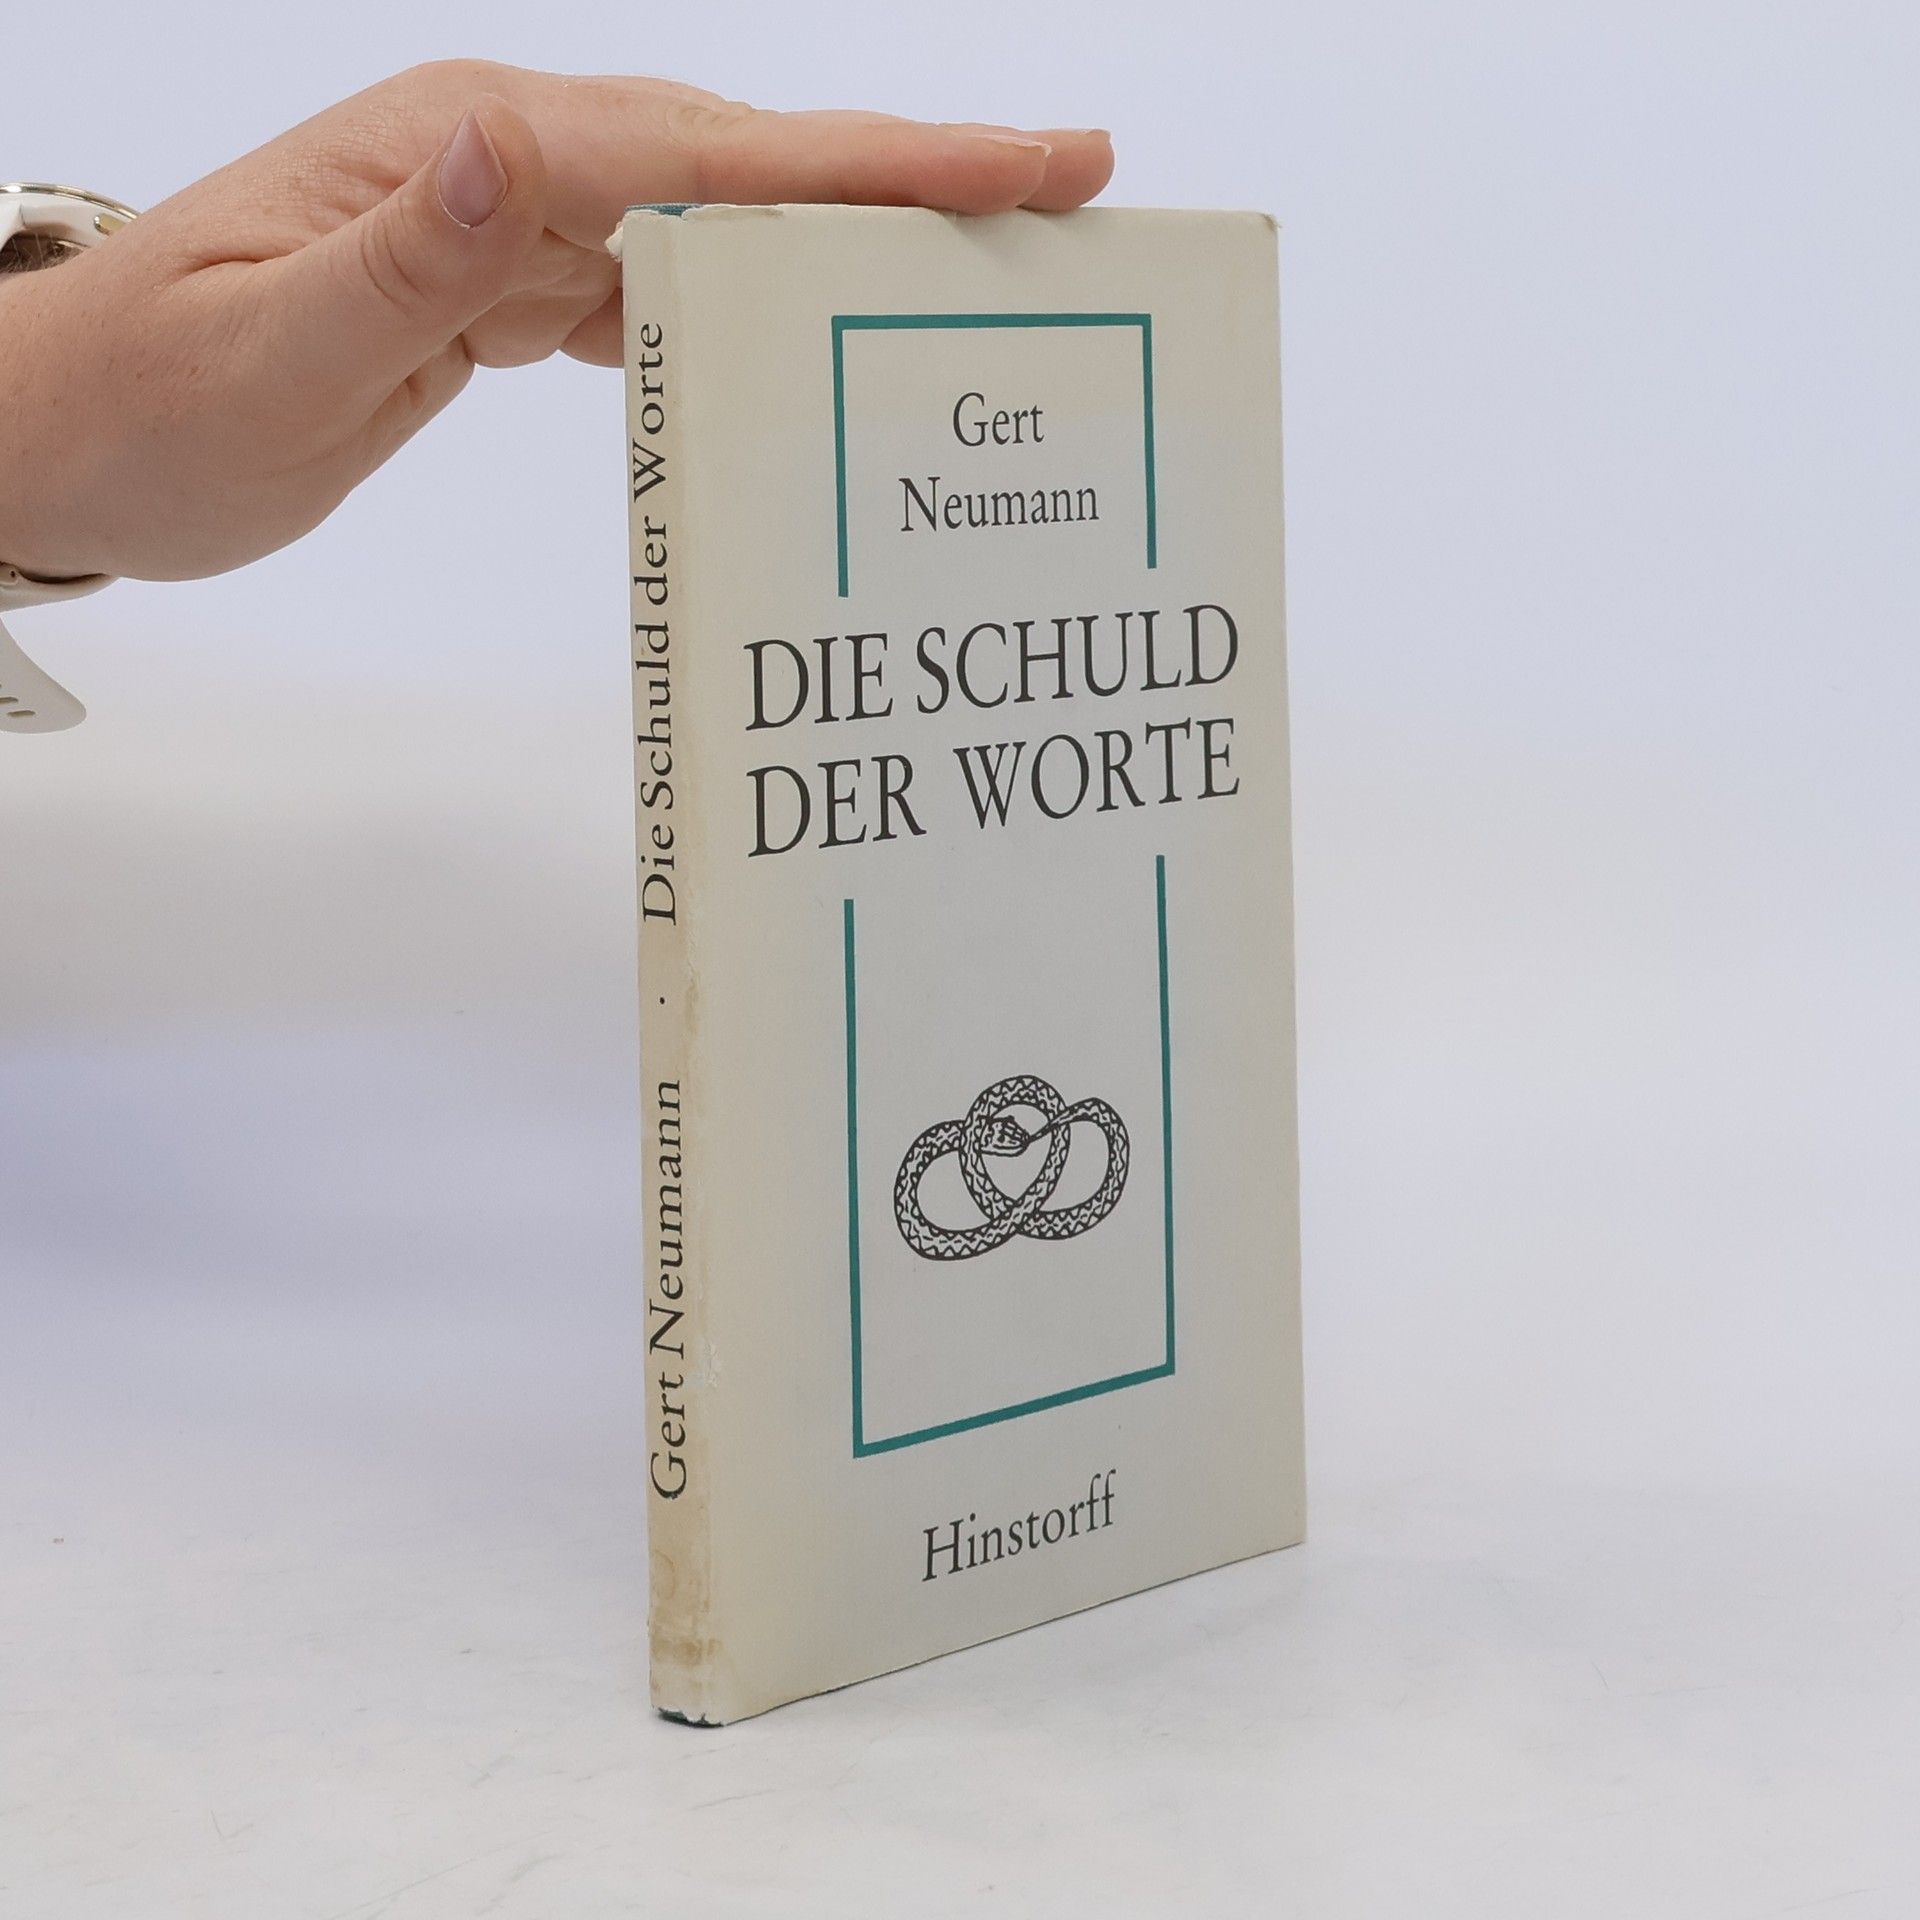 Gert Neumann · Die Schuld der Worte
Gert
Neumann
DIE SCHULD
DER WORTE
Hinstorff